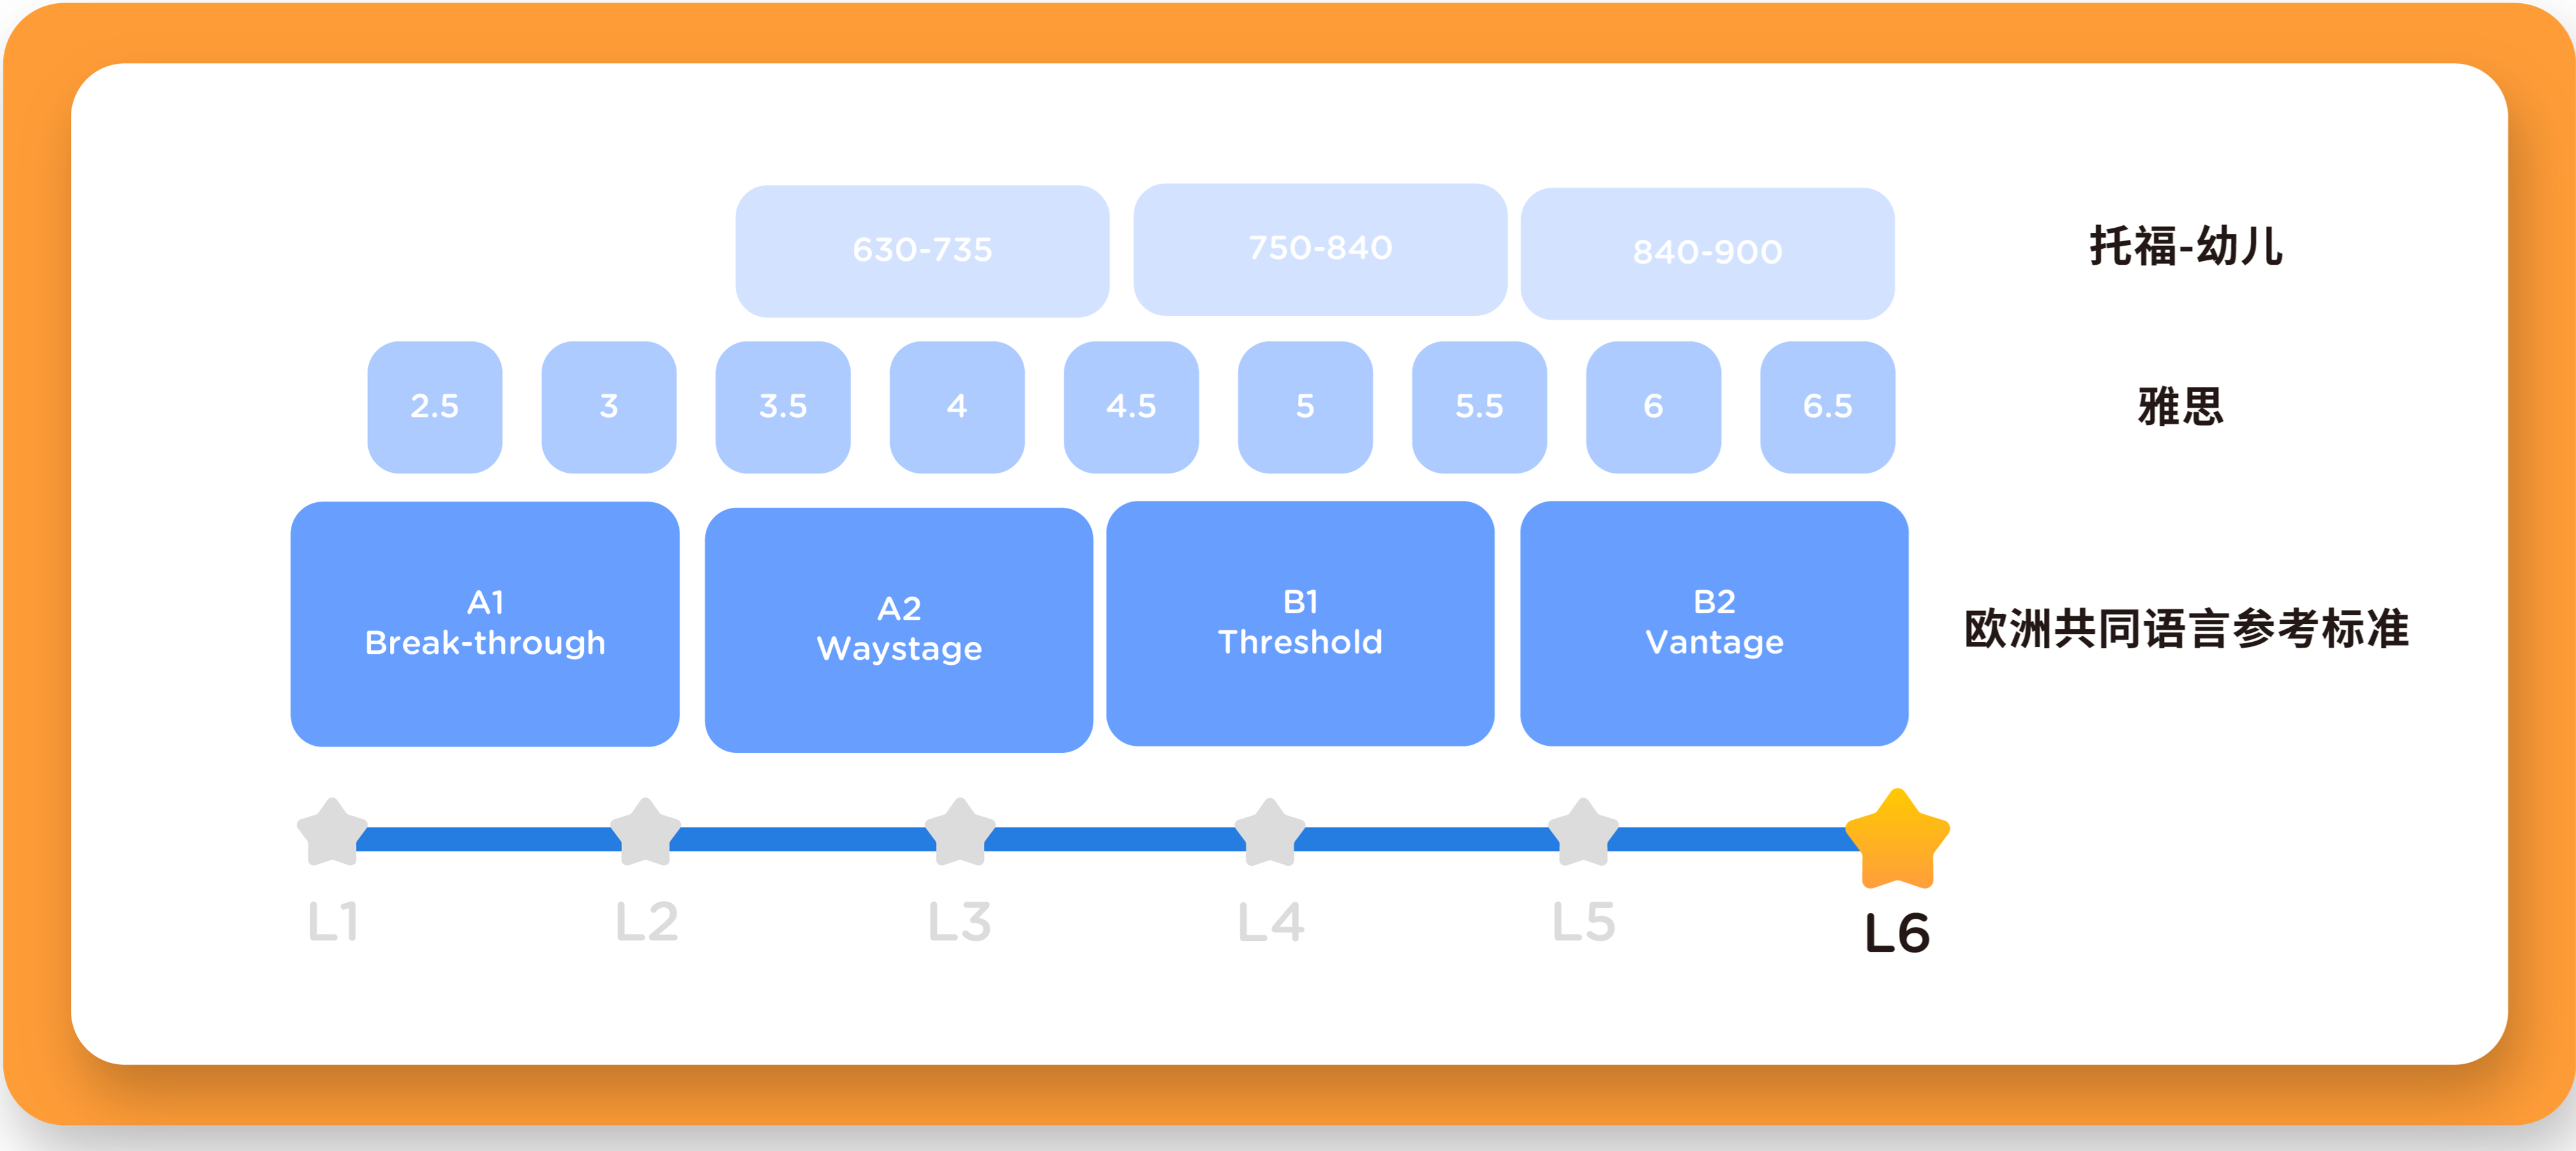 630-735 750-840 840-900 托福-幼儿
2.5 3 3.5 4 4.5 5 5.5 6 6.5 雅思
A1
Break-through
A2
Waystage
B1
Threshold
B2
Vantage
欧洲共同语言参考标准
L1 L2 L3 L4 L5 L6